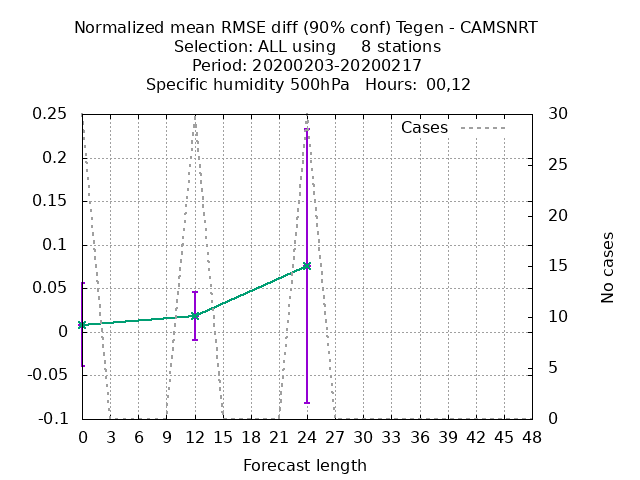 Normalized mean RMSE diff (90% conf) Tegen - CAMSNRT
Selection: ALL using     8 stations
Period: 20200203-20200217
Specific humidity 500hPa   Hours:  00,12
Cases
0.25
0.2
0.15
0.1
0.05
0
-0.05
-0.1
30
25
20
15
10
5
0
No cases
0 3 6 9 12 15 18 21 24 27 30 33 36 39 42 45 48
Forecast length